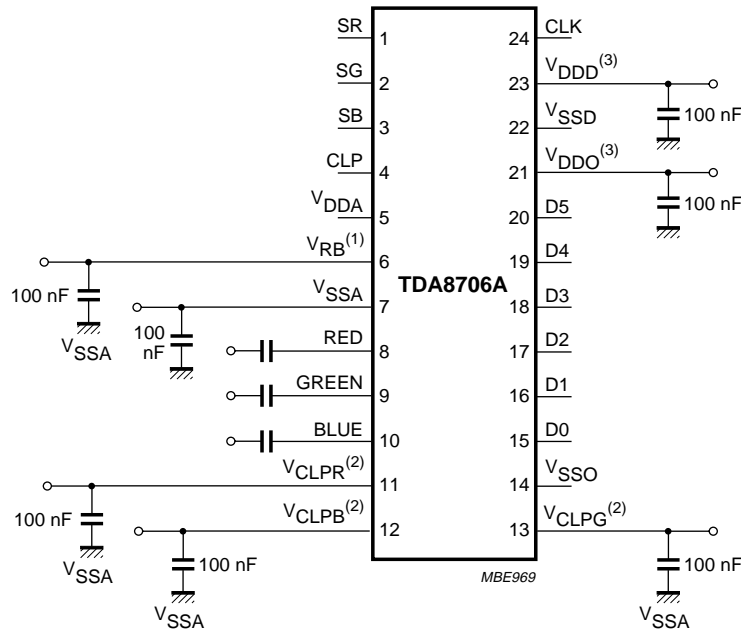 SR
1
SG
2
SB
3
CLP
4
VDDA
5
VRB(1)
6
100 nF
VSSA
VSSA
7
100
nF
RED
8
GREEN
9
BLUE
10
VCLPR(2)
11
100 nF
VSSA
VCLPB(2)
12
100 nF
VSSA
TDA8706A
24
CLK
23
VDDD(3)
100 nF
22
VSSD
21
VDDO(3)
100 nF
20
D5
19
D4
18
D3
17
D2
16
D1
15
D0
14
VSSO
13
VCLPG(2)
100 nF
VSSA
MBE969